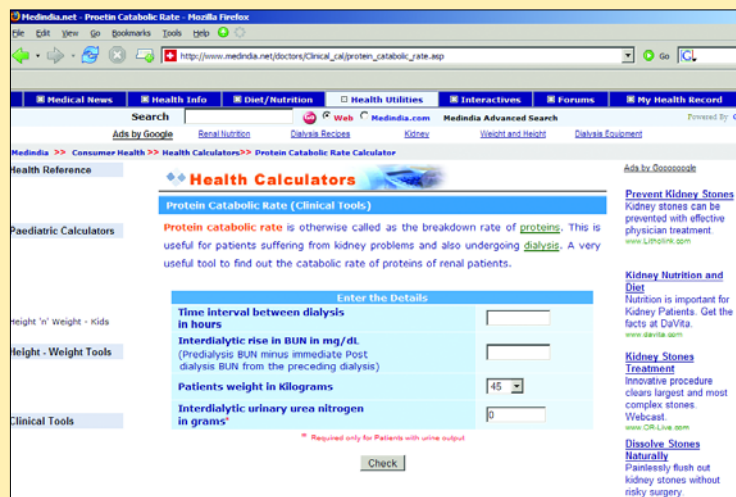 Medindia.net - Proetin Catabolic Rate - Mozilla Firefox
File Edit View Go Bookmarks Tools Help
http://www.medindia.net/doctors/Clinical_cal/protein_catabolic_rate.asp Go
Medical News Health Info Diet/Nutrition Health Utilities Interactives Forums My Health Record
Search Go Web Medindia.com Medindia Advanced Search Powered By
Ads by Google Renal Nutrition Dialysis Recipes Kidney Weight and Height Dialysis Equipment
Medindia >> Consumer Health >> Health Calculators>> Protein Catabolic Rate Calculator
Health Reference
Paediatric Calculators
Height 'n' Weight - Kids
Height - Weight Tools
Clinical Tools
Health Calculators
Protein Catabolic Rate (Clinical Tools)
Protein catabolic rate is otherwise called as the breakdown rate of proteins. This is
useful for patients suffering from kidney problems and also undergoing dialysis. A very
useful tool to find out the catabolic rate of proteins of renal patients.
Enter the Details
Time interval between dialysis
in hours
Interdialytic rise in BUN in mg/dL
(Predialysis BUN minus immediate Post
dialysis BUN from the preceding dialysis)
Patients weight in Kilograms 45
Interdialytic urinary urea nitrogen
in grams* 0
* Required only for Patients with urine output
Check
Ads by Goooooogle
Prevent Kidney Stones
Kidney stones can be
prevented with effective
physician treatment.
www.Litholink.com
Kidney Nutrition and
Diet
Nutrition is important for
Kidney Patients. Get the
facts at DaVita.
www.davita.com
Kidney Stones
Treatment
Innovative procedure
clears largest and most
complex stones.
Webcast.
www.OR-Live.com
Dissolve Stones
Naturally
Painlessly flush out
kidney stones without
risky surgery.